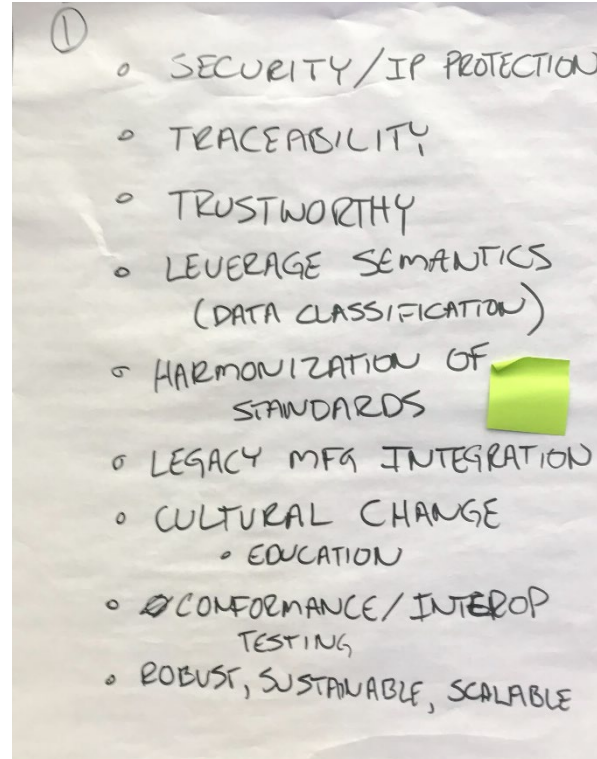 ①
◦ SECURITY/IP PROTECTION
◦ TRACEABILITY
◦ TRUSTWORTHY
◦ LEVERAGE SEMANTICS
(DATA CLASSIFICATION)
◦ HARMONIZATION OF
STANDARDS
◦ LEGACY MFG INTEGRATION
◦ CULTURAL CHANGE
• EDUCATION
◦ CONFORMANCE/INTEROP
TESTING
◦ ROBUST, SUSTAINABLE, SCALABLE